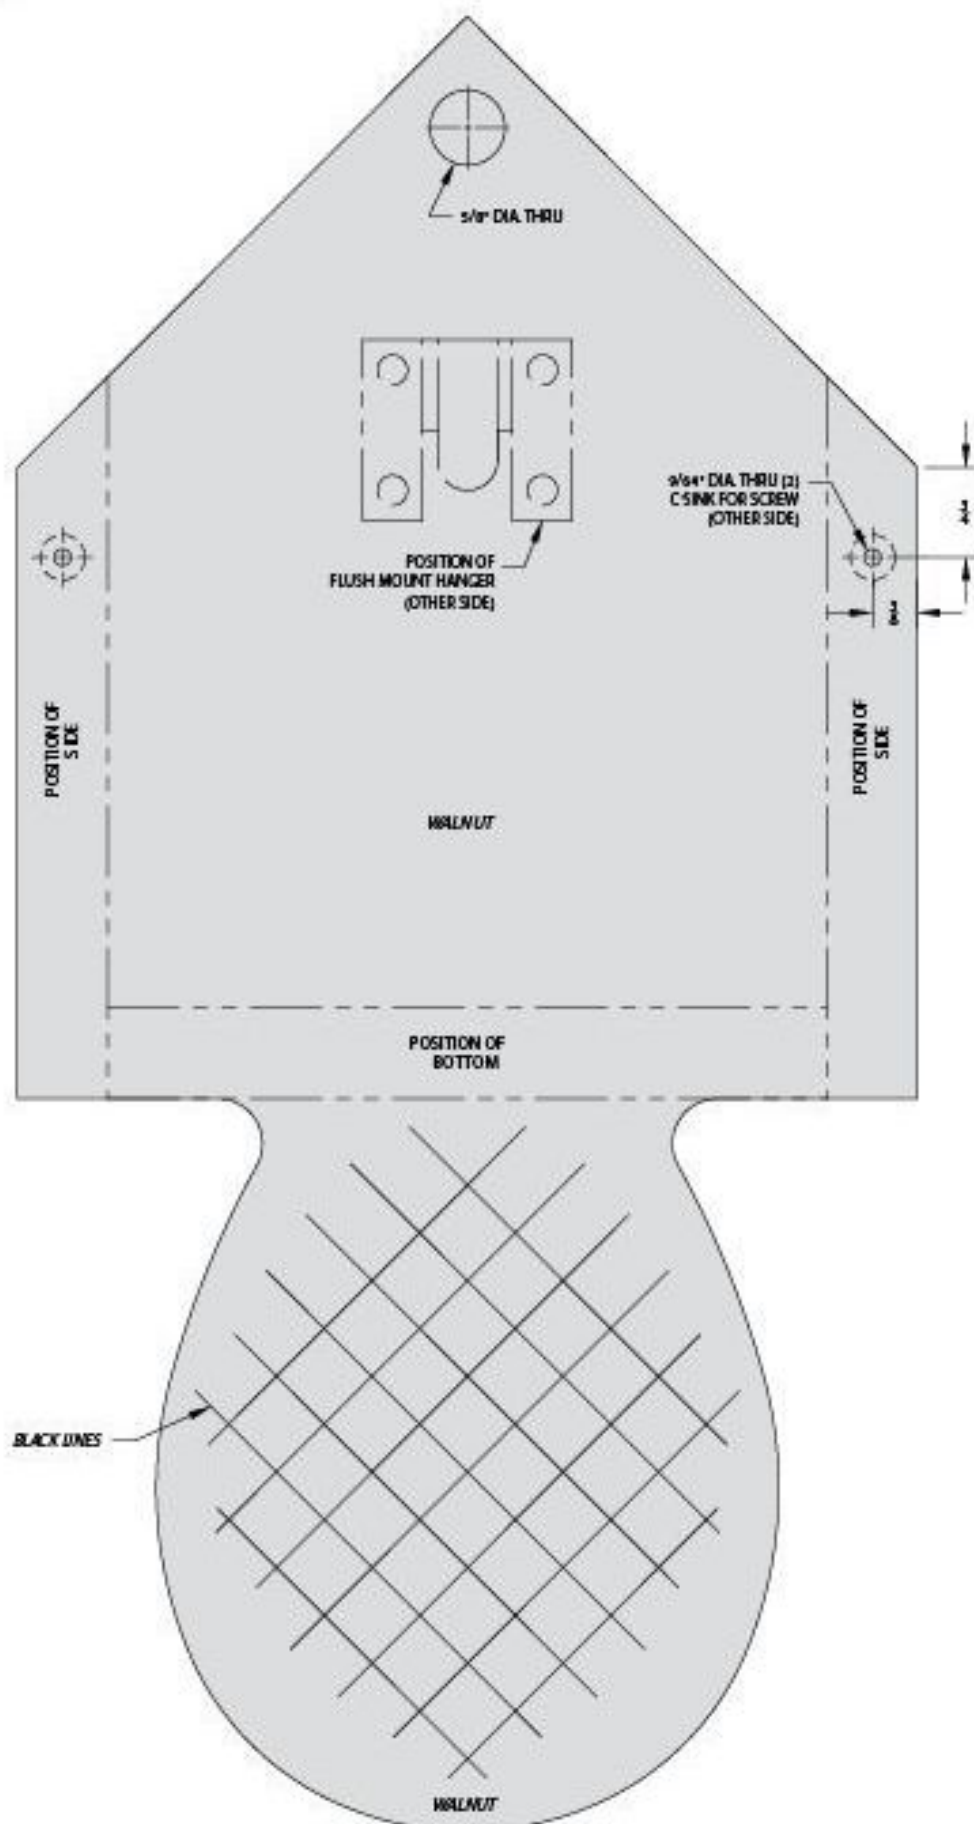 5/8" DIA. THRU
9/64" DIA. THRU (2)
C'SINK FOR SCREW
(OTHER SIDE)
POSITION OF
FLUSH MOUNT HANGER
(OTHER SIDE)
POSITION OF
SIDE
POSITION OF
SIDE
WALNUT
POSITION OF
BOTTOM
BLACK LINES
WALNUT